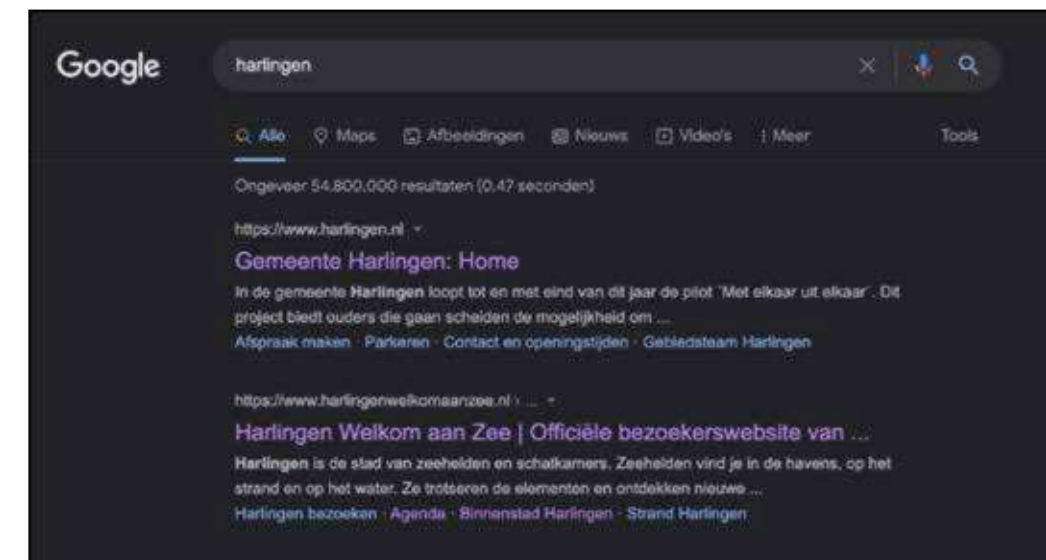 Google
harlingen
Alle Maps Afbeeldingen Nieuws Video's Meer Tools
Ongeveer 54.800.000 resultaten (0,47 seconden)
https://www.harlingen.nl
Gemeente Harlingen: Home
In de gemeente Harlingen loopt tot en met eind van dit jaar de pilot 'Met elkaar uit elkaar'. Dit
project biedt ouders die gaan scheiden de mogelijkheid om ...
Afspraak maken · Parkeren · Contact en openingstijden · Gebiedsteam Harlingen
https://www.harlingenwelkomaanzee.nl › ...
Harlingen Welkom aan Zee | Officiële bezoekerswebsite van ...
Harlingen is de stad van zeehelden en schatkamers. Zeehelden vind je in de havens, op het
strand en op het water. Ze trotseren de elementen en ontdekken nieuwe ...
Harlingen bezoeken · Agenda · Binnenstad Harlingen · Strand Harlingen